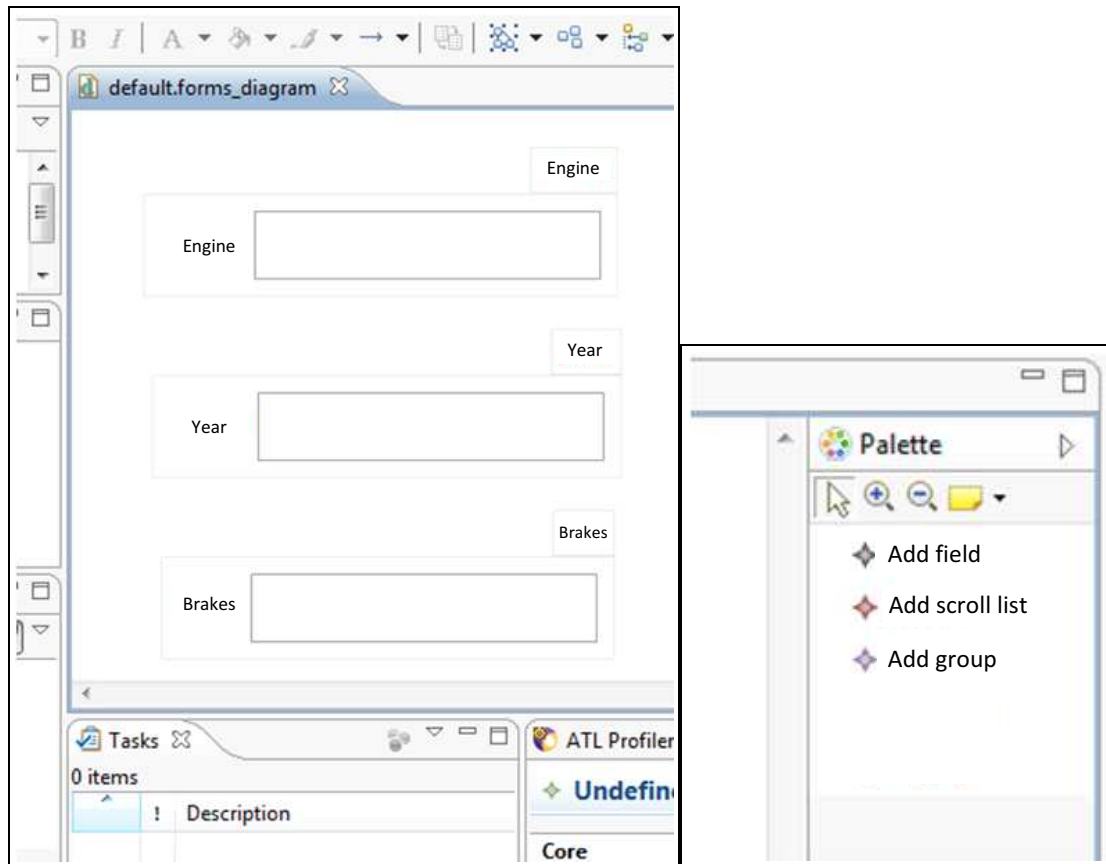 B I A
default.forms_diagram
Engine
Engine
Year
Year
Brakes
Brakes
Tasks
0 items
! Description
ATL Profiler
Undefin
Core
Palette
Add field
Add scroll list
Add group